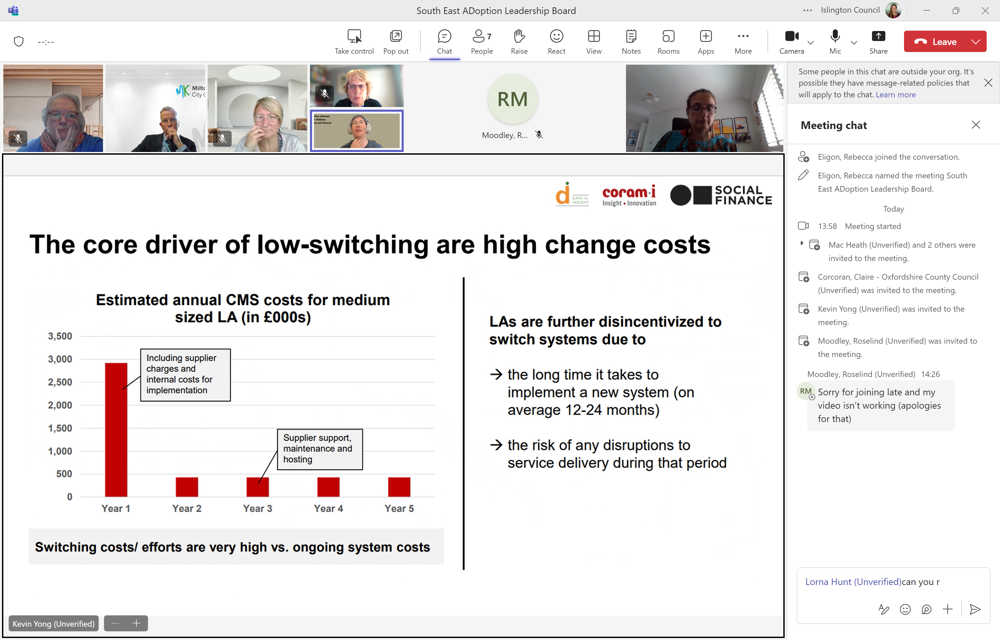 South East ADoption Leadership Board
Islington Council
NEW
--:--
Take control
Pop out
Chat
People
7
Raise
React
View
Notes
Rooms
Apps
More
Camera
Mic
Share
Leave
MK
City
tter chances
r children.
ow and forever
RM
Moodley, R...
Some people in this chat are outside your org. It's
possible they have message-related policies that
will apply to the chat. Learn more
Meeting chat
Eligon, Rebecca joined the conversation.
Eligon, Rebecca named the meeting South
East ADoption Leadership Board.
Today
13:58 Meeting started
Mac Heath (Unverified) and 2 others were
invited to the meeting.
Corcoran, Claire - Oxfordshire County Council
(Unverified) was invited to the meeting.
Kevin Yong (Unverified) was invited to the
meeting.
Moodley, Roselind (Unverified) was invited to
the meeting.
Moodley, Roselind (Unverified) 14:26
RM
Sorry for joining late and my
video isn't working (apologies
for that)
Lorna Hunt (Unverified)can you r
d
DATA to
INSIGHT
coram·i
Insight • Innovation
SOCIAL
FINANCE
The core driver of low-switching are high change costs
Estimated annual CMS costs for medium
sized LA (in £000s)
3,500
3,000
2,500
2,000
1,500
1,000
500
0
Including supplier
charges and
internal costs for
implementation
Supplier support,
maintenance and
hosting
Year 1
Year 2
Year 3
Year 4
Year 5
Switching costs/ efforts are very high vs. ongoing system costs
LAs are further disincentivized to
switch systems due to
→ the long time it takes to
implement a new system (on
average 12-24 months)
→ the risk of any disruptions to
service delivery during that period
Kevin Yong (Unverified)